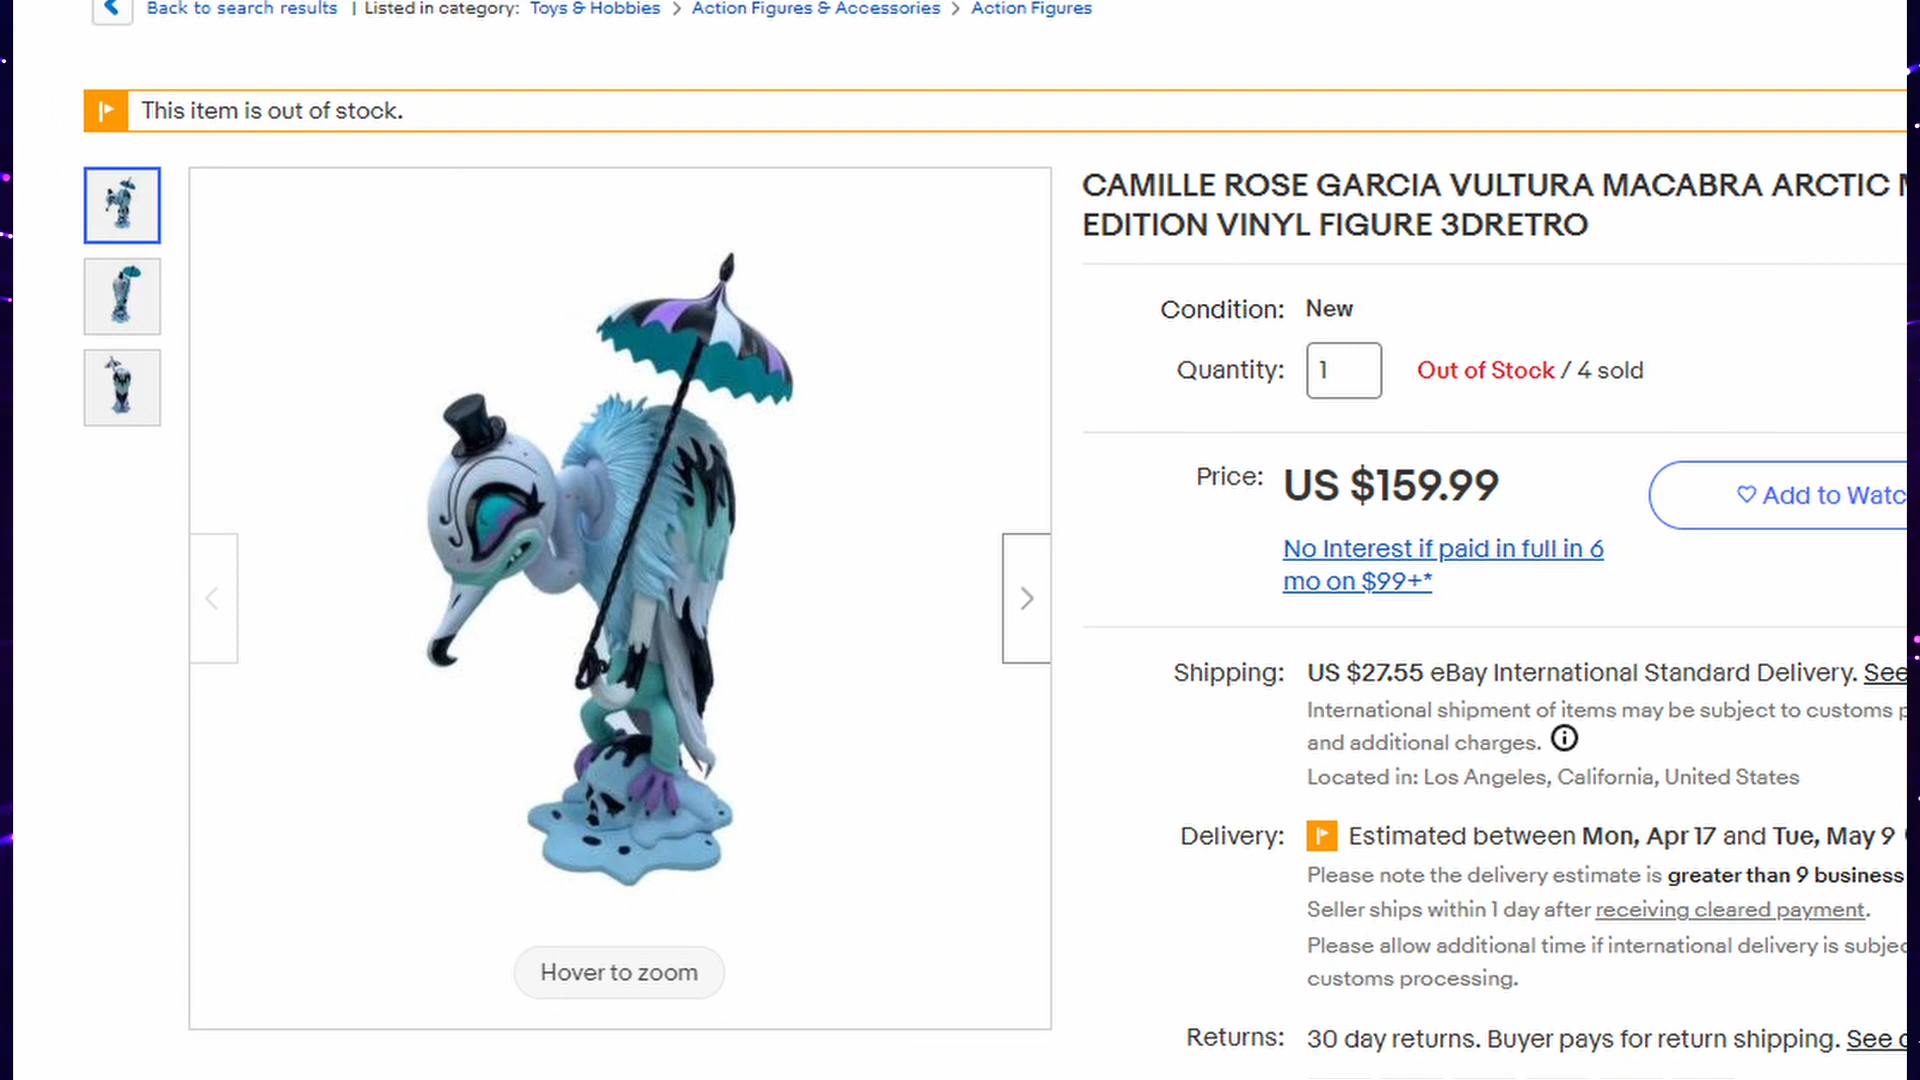 Back to search results | Listed in category: Toys & Hobbies > Action Figures & Accessories > Action Figures
This item is out of stock.
CAMILLE ROSE GARCIA VULTURA MACABRA ARCTIC
EDITION VINYL FIGURE 3DRETRO
Condition: New
Quantity: 1 Out of Stock / 4 sold
Price: US $159.99
Add to Watc
No Interest if paid in full in 6
mo on $99+*
Shipping: US $27.55 eBay International Standard Delivery. See
International shipment of items may be subject to customs p
and additional charges.
Located in: Los Angeles, California, United States
Delivery: Estimated between Mon, Apr 17 and Tue, May 9
Please note the delivery estimate is greater than 9 business
Seller ships within 1 day after receiving cleared payment.
Please allow additional time if international delivery is subjec
customs processing.
Hover to zoom
Returns: 30 day returns. Buyer pays for return shipping. See